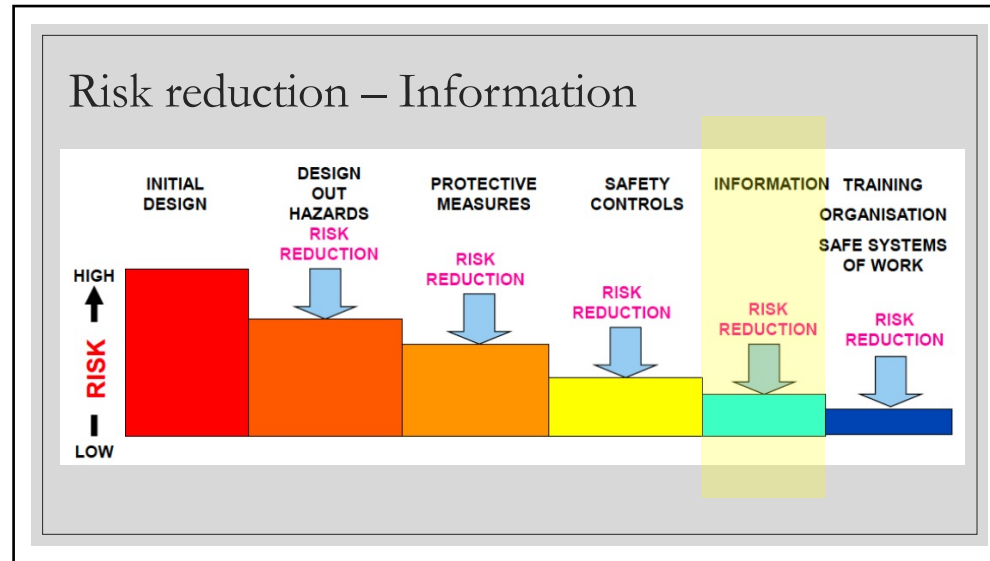 Risk reduction – Information
INITIAL
DESIGN
DESIGN
OUT
HAZARDS
RISK
REDUCTION
PROTECTIVE
MEASURES
RISK
REDUCTION
SAFETY
CONTROLS
RISK
REDUCTION
INFORMATION
RISK
REDUCTION
TRAINING
ORGANISATION
SAFE SYSTEMS
OF WORK
RISK
REDUCTION
HIGH
RISK
LOW